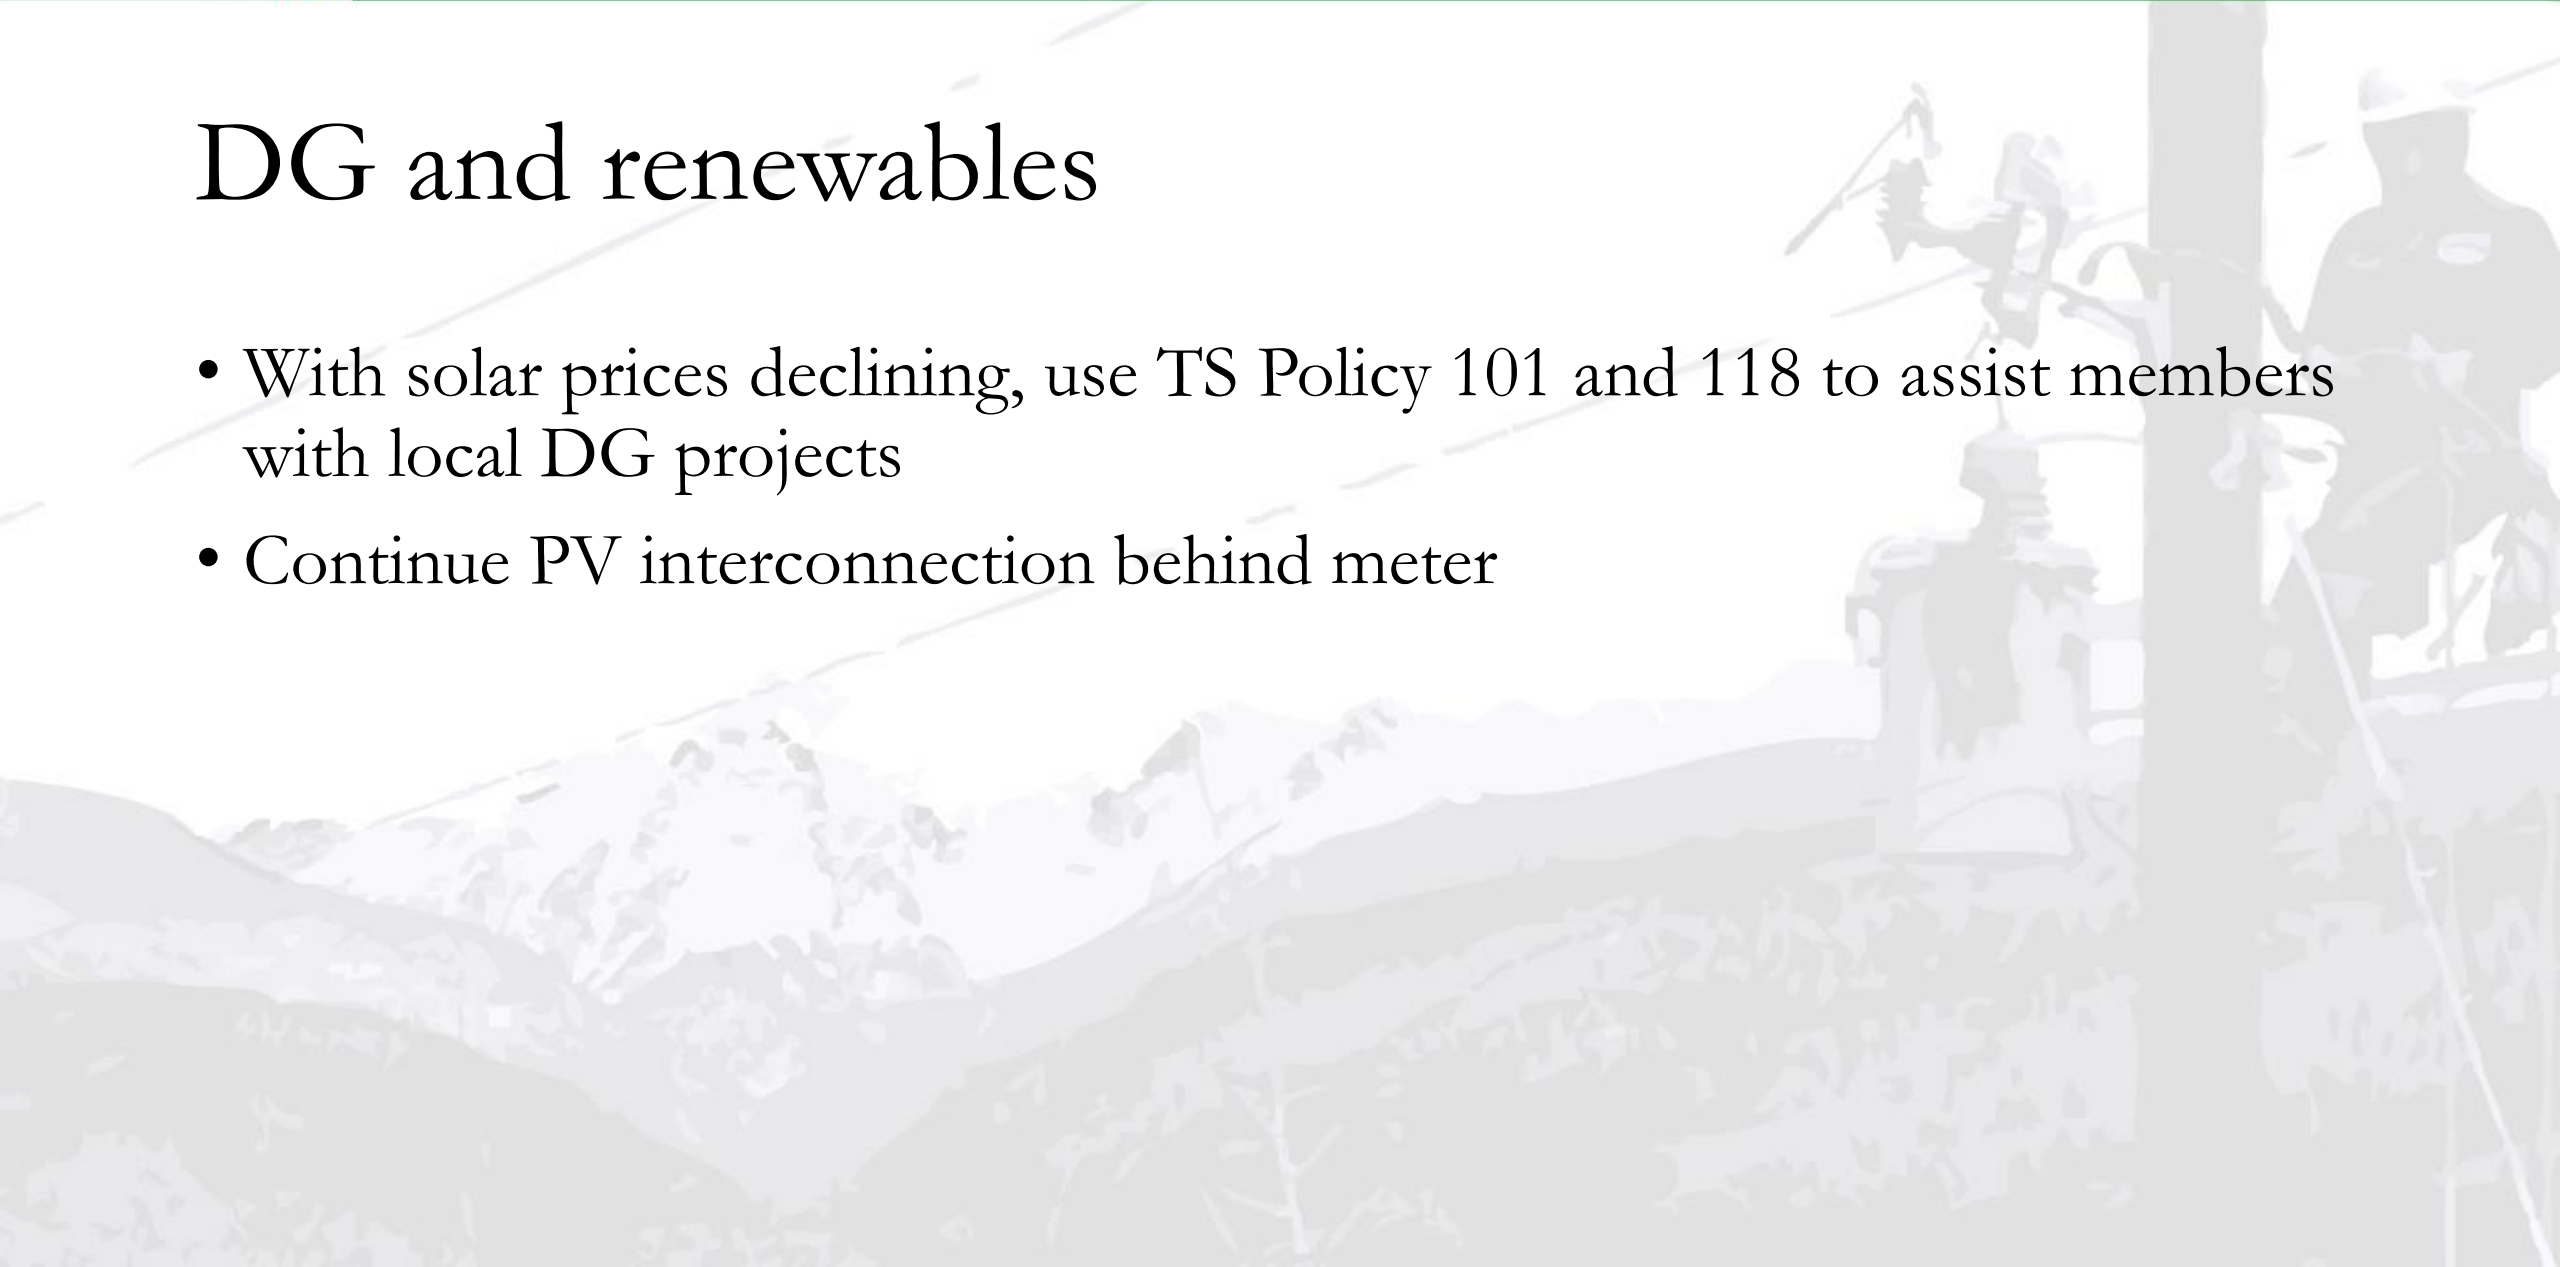 DG and renewables
• With solar prices declining, use TS Policy 101 and 118 to assist members
with local DG projects
• Continue PV interconnection behind meter